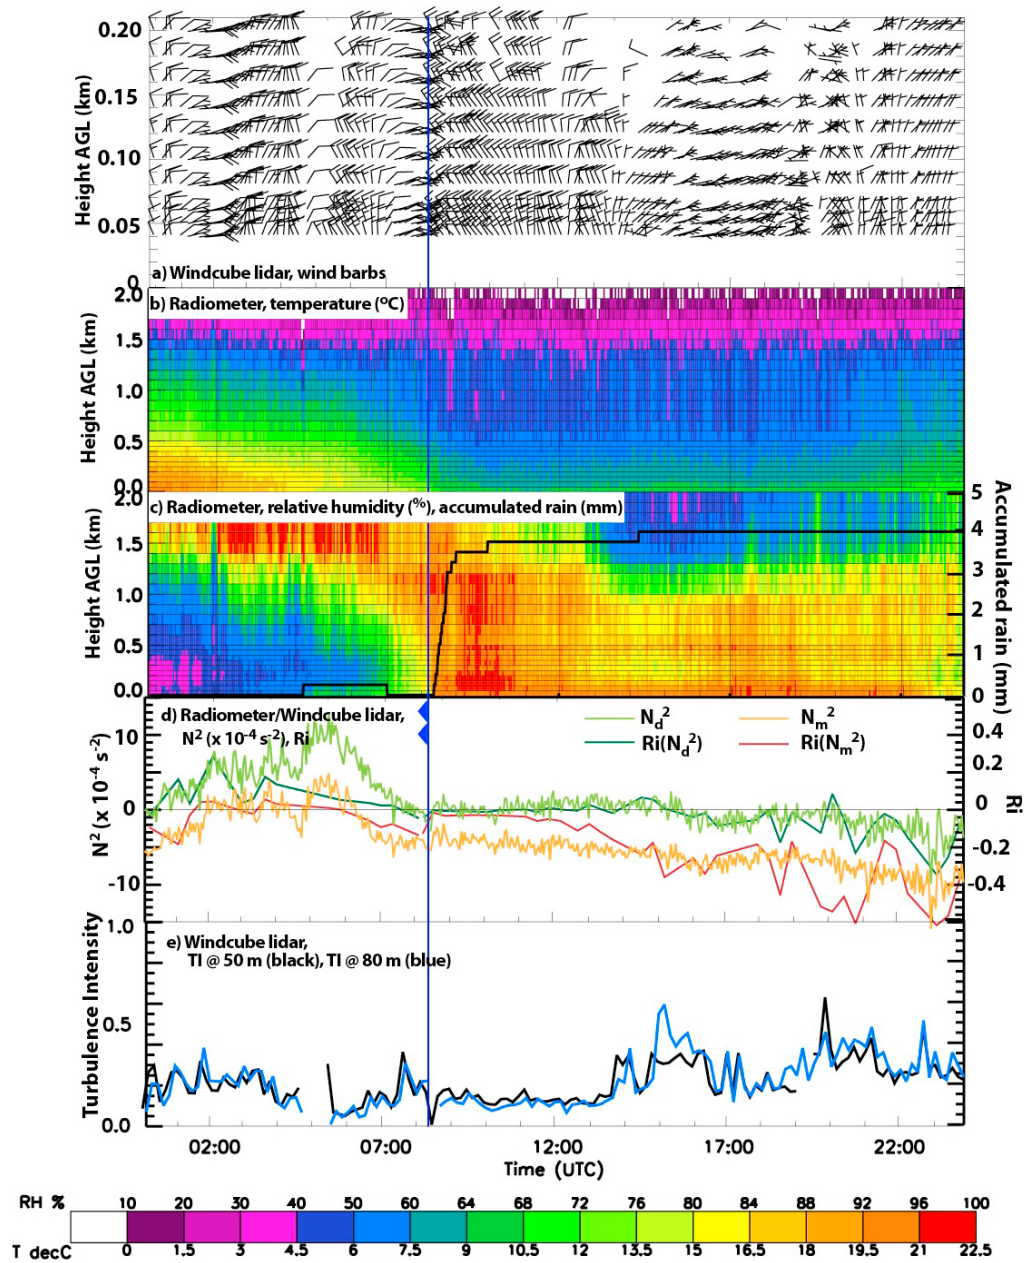 0.20
0.15
0.10
0.05
0
Height AGL (km)
a) Windcube lidar, wind barbs
2.0
1.5
1.0
0.5
0.0
Height AGL (km)
b) Radiometer, temperature (ºC)
2.0
1.5
1.0
0.5
0.0
Height AGL (km)
c) Radiometer, relative humidity (%), accumulated rain (mm)
5
4
3
2
1
0
Accumulated rain (mm)
10
0
-10
N² (x 10⁻⁴ s⁻²)
d) Radiometer/Windcube lidar,
N² (x 10⁻⁴ s⁻²), Ri
N_d²
N_m²
Ri(N_d²)
Ri(N_m²)
0.4
0.2
0
-0.2
-0.4
Ri
1.0
0.5
0.0
Turbulence Intensity
e) Windcube lidar,
TI @ 50 m (black), TI @ 80 m (blue)
02:00 07:00 12:00 17:00 22:00
Time (UTC)
RH % 10 20 30 40 50 60 64 68 72 76 80 84 88 92 96 100
T decC 0 1.5 3 4.5 6 7.5 9 10.5 12 13.5 15 16.5 18 19.5 21 22.5